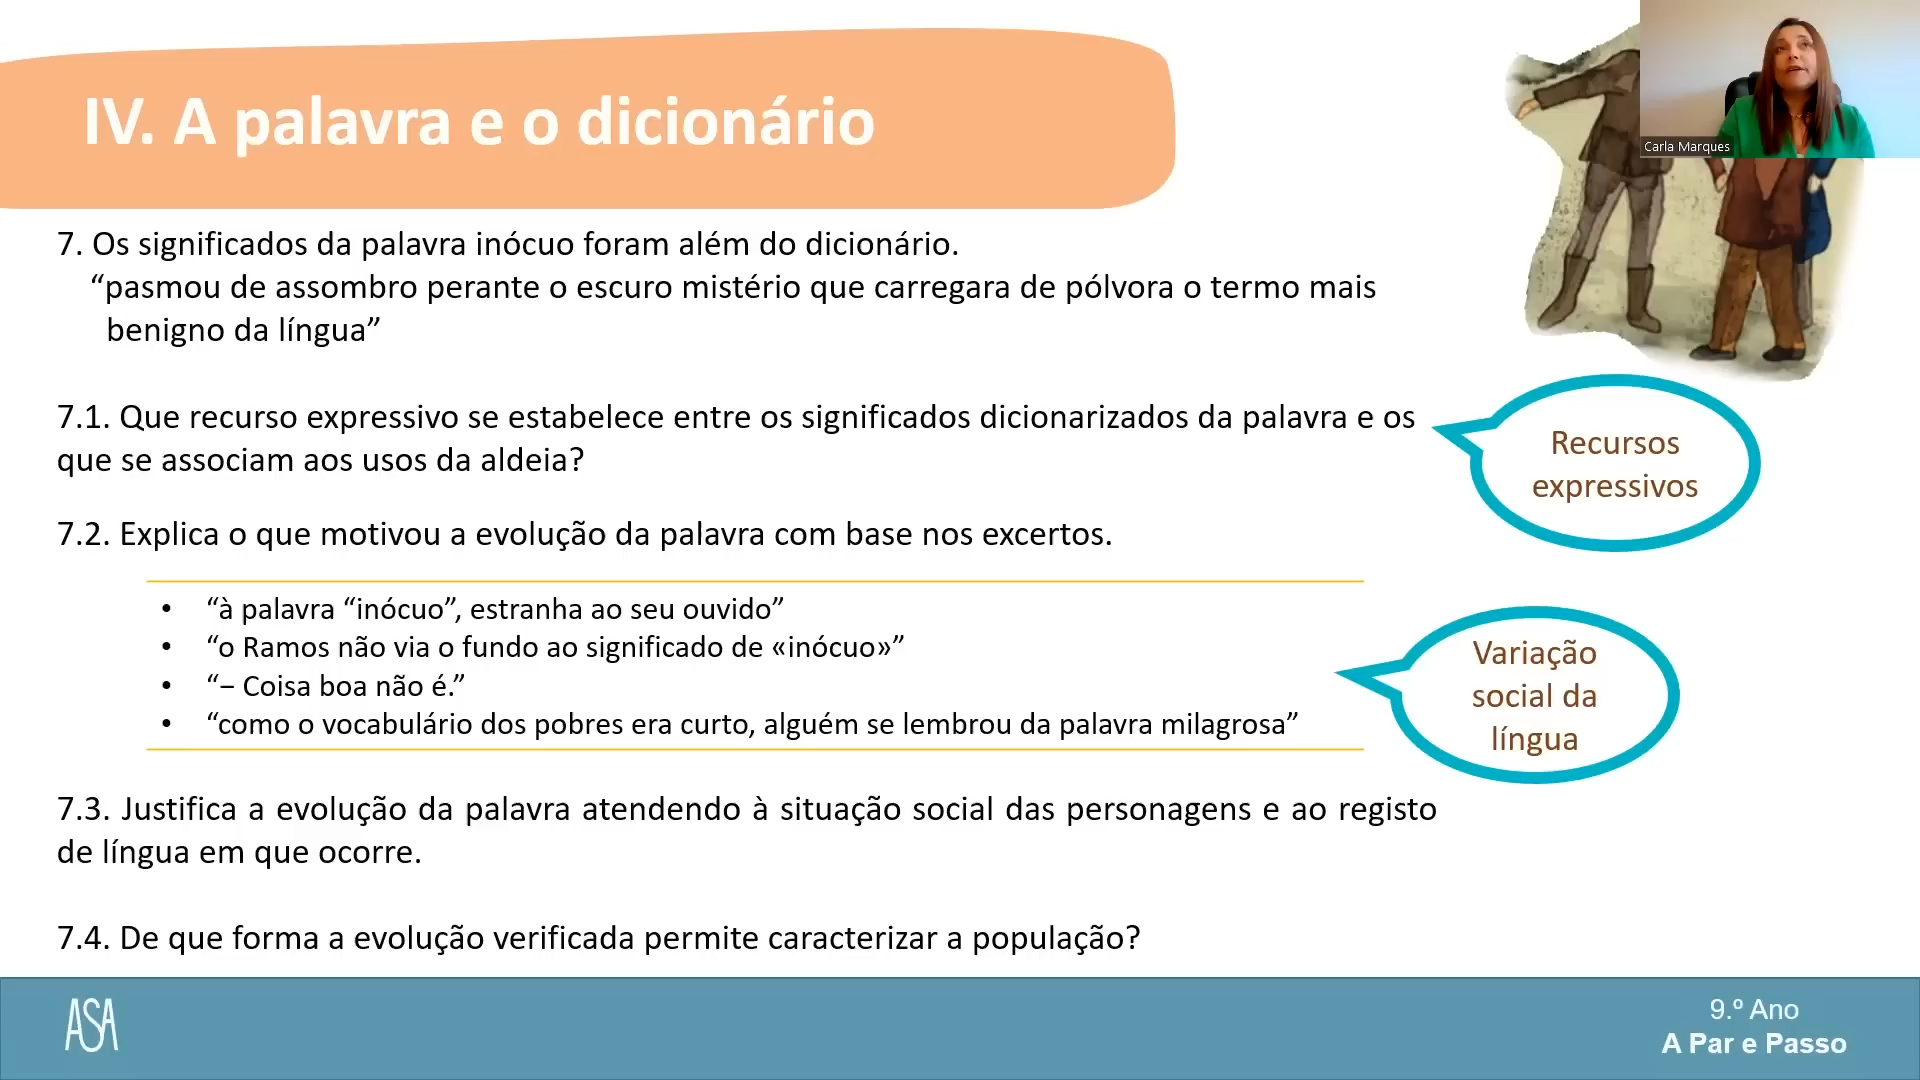 IV. A palavra e o dicionário
Carla Marques
7. Os significados da palavra inócuo foram além do dicionário.
“pasmou de assombro perante o escuro mistério que carregara de pólvora o termo mais
benigno da língua”
7.1. Que recurso expressivo se estabelece entre os significados dicionarizados da palavra e os
que se associam aos usos da aldeia?
Recursos
expressivos
7.2. Explica o que motivou a evolução da palavra com base nos excertos.
• “à palavra “inócuo”, estranha ao seu ouvido”
• “o Ramos não via o fundo ao significado de «inócuo»”
• “– Coisa boa não é.”
• “como o vocabulário dos pobres era curto, alguém se lembrou da palavra milagrosa”
Variação
social da
língua
7.3. Justifica a evolução da palavra atendendo à situação social das personagens e ao registo
de língua em que ocorre.
7.4. De que forma a evolução verificada permite caracterizar a população?
ASA
9.º Ano
A Par e Passo